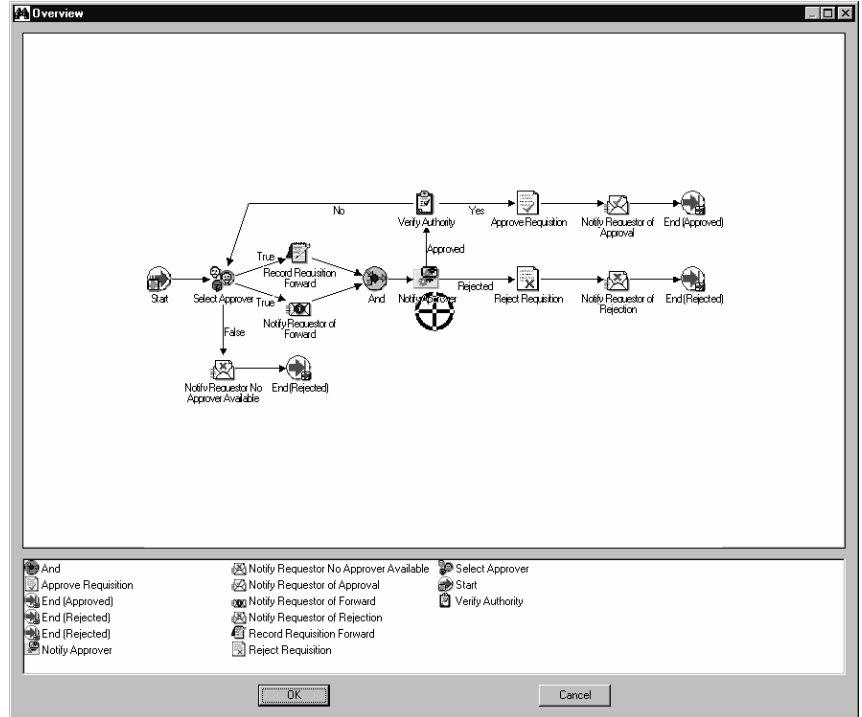 Overview
No
Verify Authority
Yes
Approve Requisition
Notify Requestor of
Approval
End (Approved)
Approved
True
Record Requisition
Forward
Start
Select Approver
True
And
Notify Approver
Rejected
Reject Requisition
Notify Requestor of
Rejection
End (Rejected)
Notify Requestor of
Forward
False
Notify Requestor No
Approver Available
End (Rejected)
And
Approve Requisition
End (Approved)
End (Rejected)
End (Rejected)
Notify Approver
Notify Requestor No Approver Available
Notify Requestor of Approval
Notify Requestor of Forward
Notify Requestor of Rejection
Record Requisition Forward
Reject Requisition
Select Approver
Start
Verify Authority
OK
Cancel